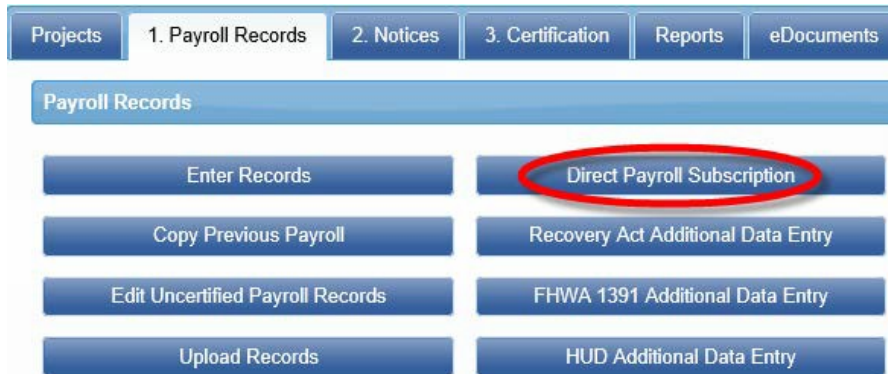 Projects 1. Payroll Records 2. Notices 3. Certification Reports eDocuments
Payroll Records
Enter Records Direct Payroll Subscription
Copy Previous Payroll Recovery Act Additional Data Entry
Edit Uncertified Payroll Records FHWA 1391 Additional Data Entry
Upload Records HUD Additional Data Entry